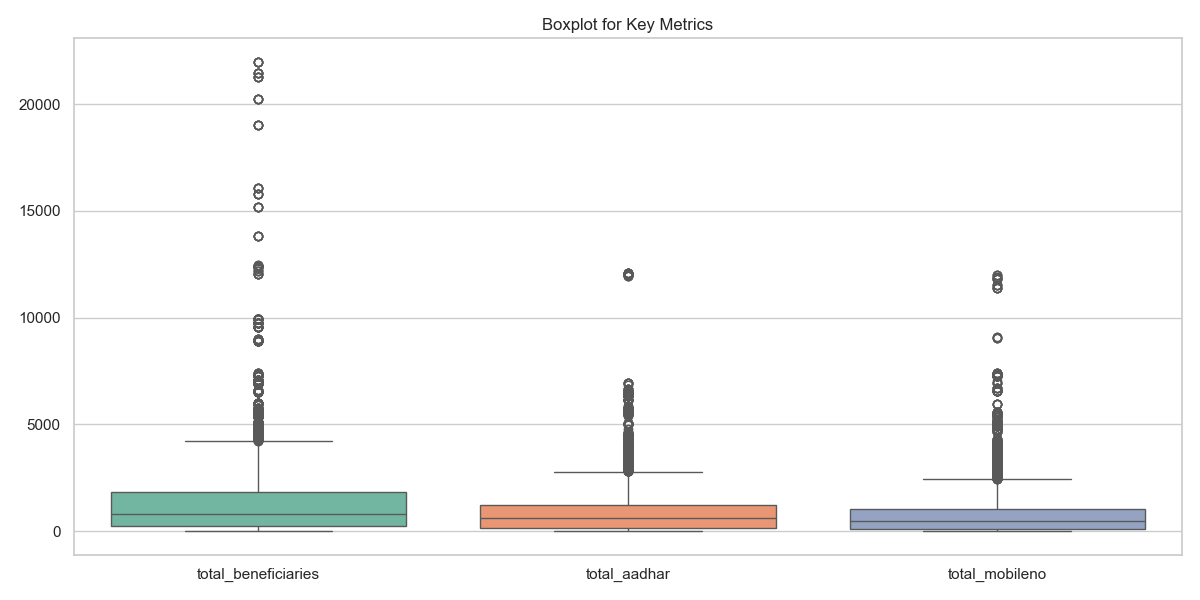 Boxplot for Key Metrics
20000
15000
10000
5000
0
total_beneficiaries
total_aadhar
total_mobileno